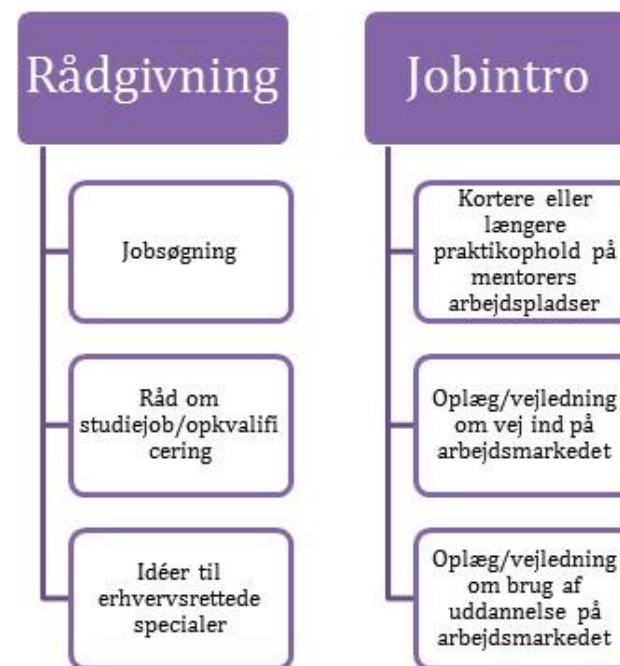 Rådgivning
Jobsøgning
Råd om
studiejob/opkvalifi
cering
Idéer til
erhvervsrettede
specialer
Jobintro
Kortere eller
længere
praktikophold på
mentorers
arbejdspladser
Oplæg/vejledning
om vej ind på
arbejdsmarkedet
Oplæg/vejledning
om brug af
uddannelse på
arbejdsmarkedet